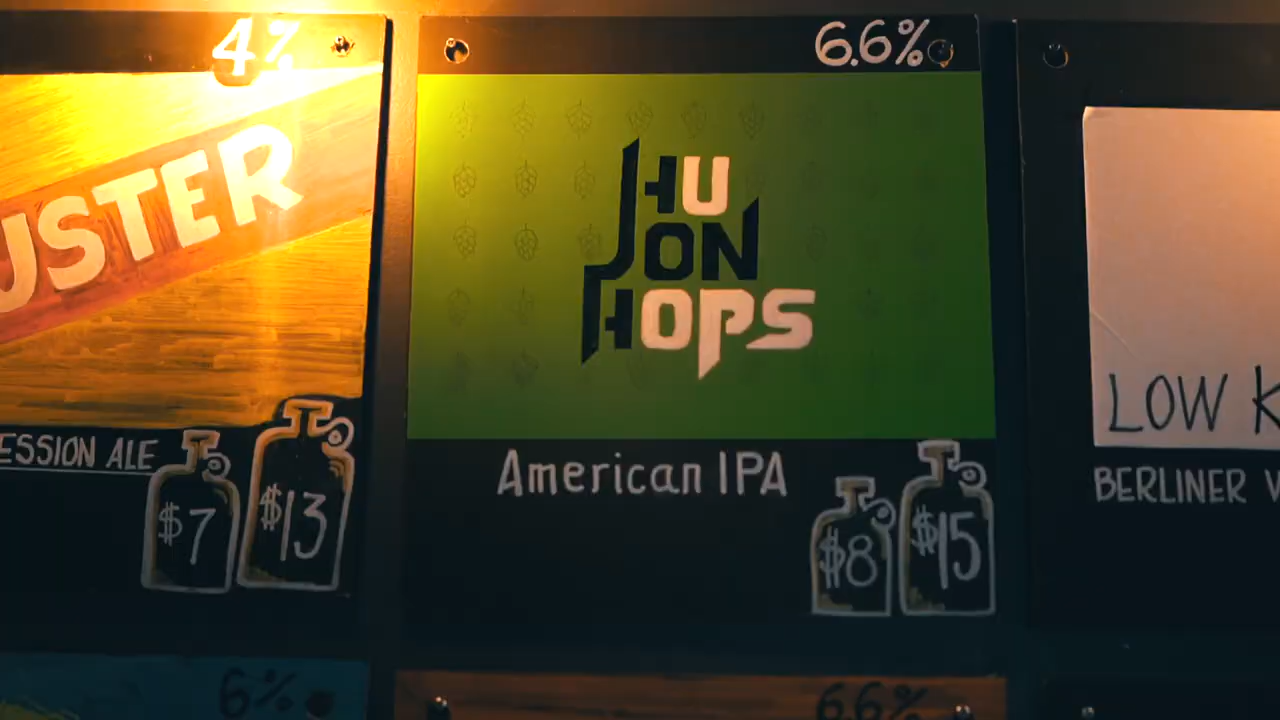 4%
USTER
ESSION ALE
$7
$13
6.6%
HU
ON
HOPS
American IPA
$8
$15
LOW K
BERLINER
6%
6.6%